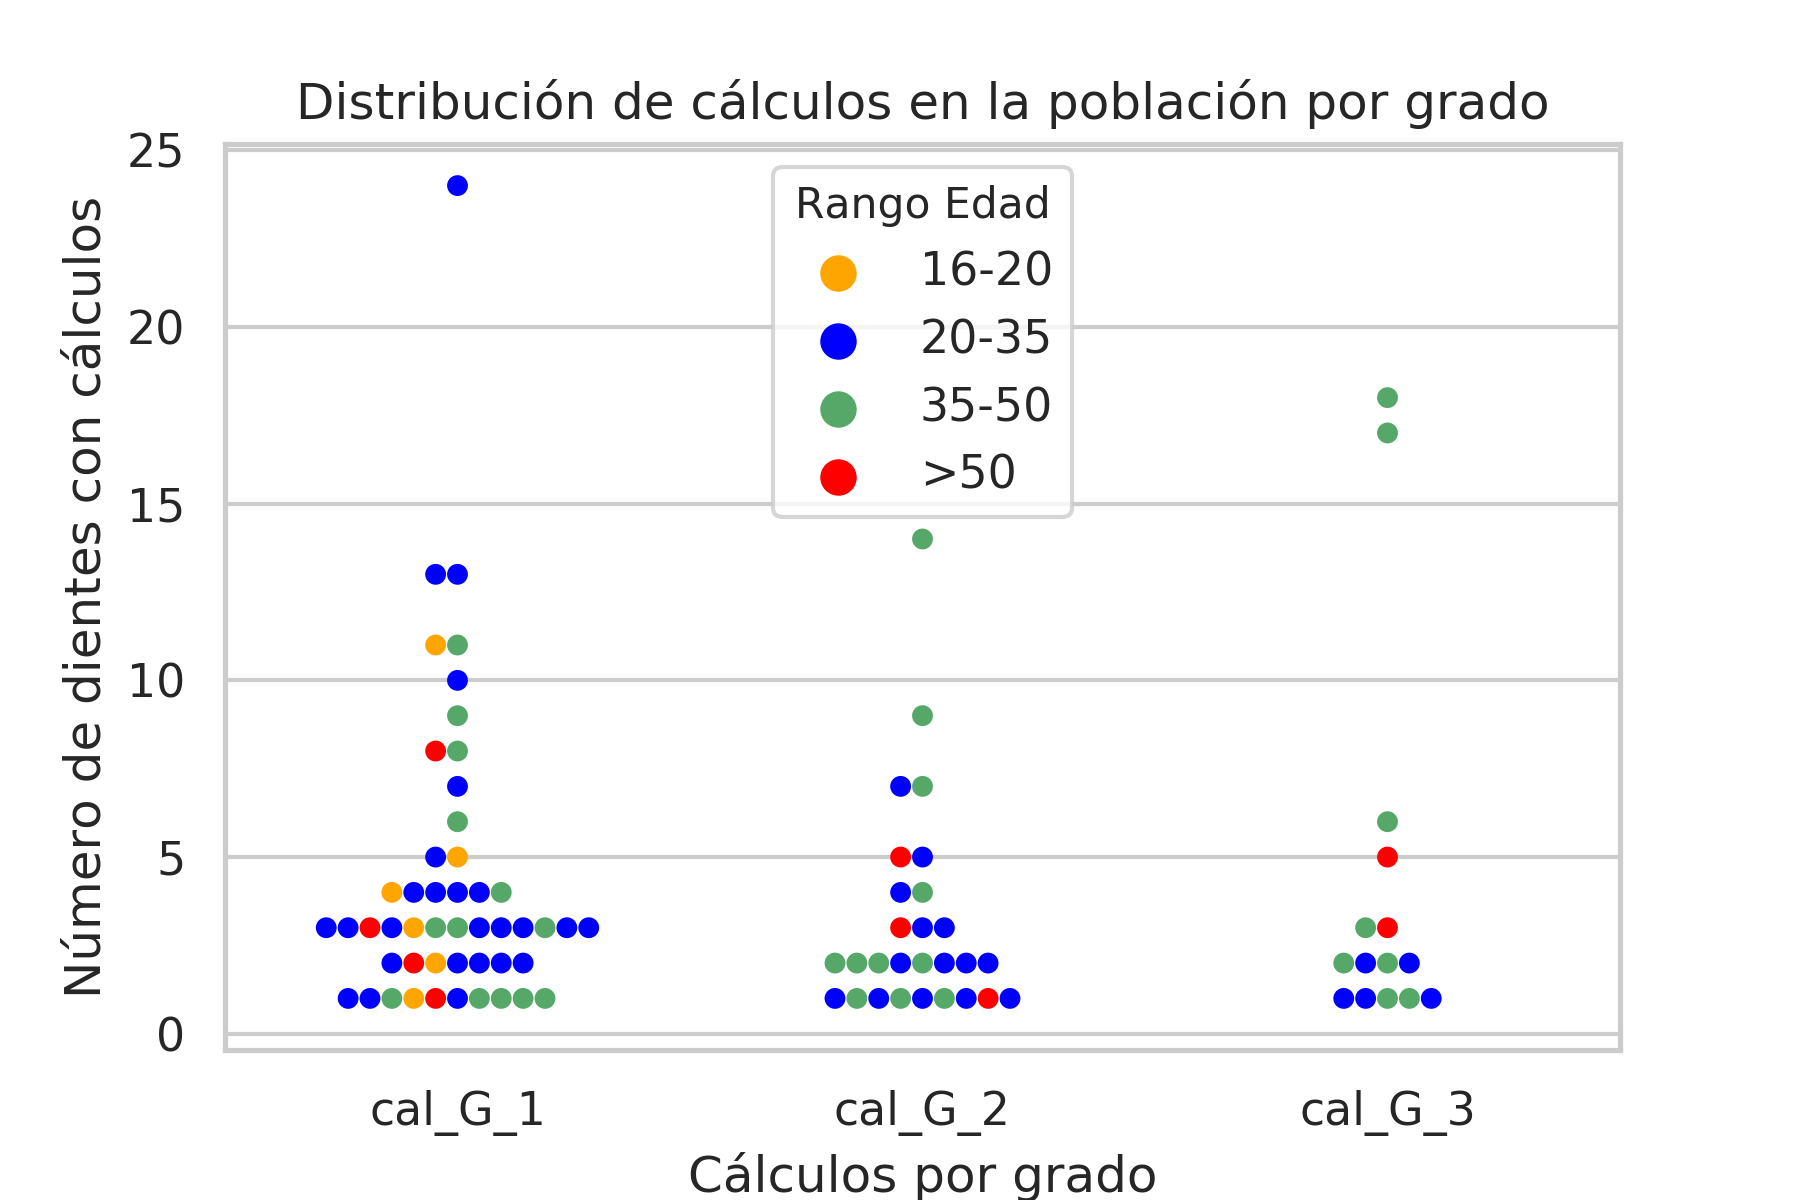 Distribución de cálculos en la población por grado
Número de dientes con cálculos
25
20
15
10
5
0
Rango Edad
16-20
20-35
35-50
>50
cal_G_1
cal_G_2
cal_G_3
Cálculos por grado